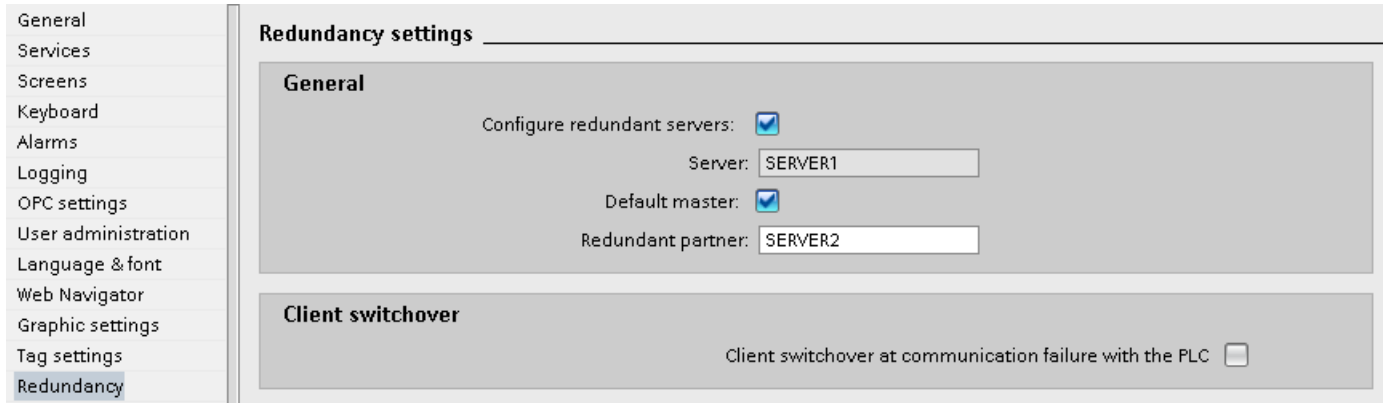 General
Services
Screens
Keyboard
Alarms
Logging
OPC settings
User administration
Language & font
Web Navigator
Graphic settings
Tag settings
Redundancy
Redundancy settings
General
Configure redundant servers:
Server: SERVER1
Default master:
Redundant partner: SERVER2
Client switchover
Client switchover at communication failure with the PLC